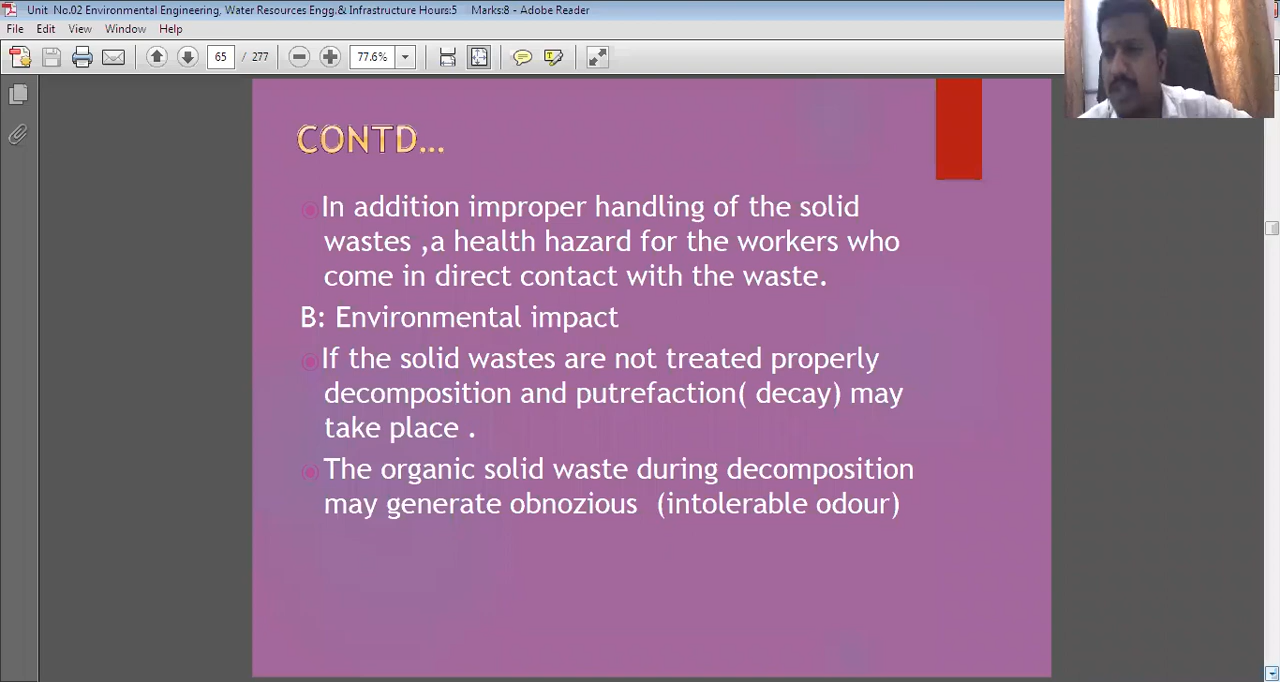 Unit No.02 Environmental Engineering, Water Resources Engg.& Infrastructure Hours:5 Marks:8 - Adobe Reader
File Edit View Window Help
65 / 277 77.6%
CONTD...
In addition improper handling of the solid
wastes ,a health hazard for the workers who
come in direct contact with the waste.
B: Environmental impact
If the solid wastes are not treated properly
decomposition and putrefaction( decay) may
take place .
The organic solid waste during decomposition
may generate obnozious (intolerable odour)